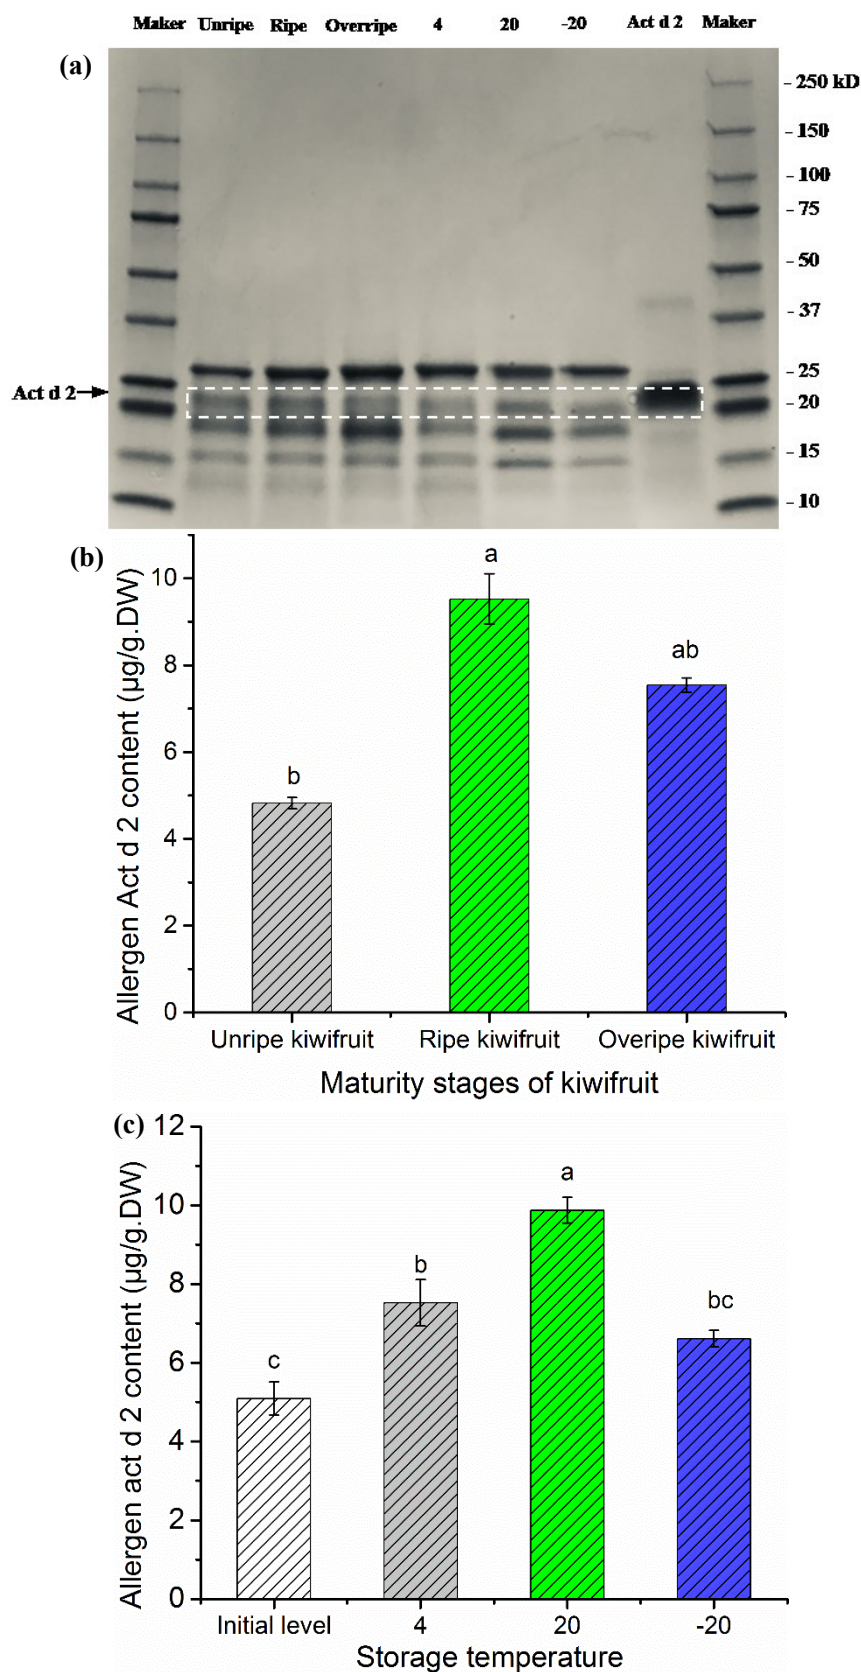 Maker Unripe Ripe Overripe 4 20 -20 Act d 2 Maker
(a)
- 250 kD
- 150
- 100
- 75
- 50
- 37
- 25
Act d 2
- 20
- 15
- 10
(b)
Allergen Act d 2 content (µg/g.DW)
10
8
6
4
2
0
a
ab
b
Unripe kiwifruit Ripe kiwifruit Overipe kiwifruit
Maturity stages of kiwifruit
(c)
Allergen act d 2 content (µg/g.DW)
12
10
8
6
4
2
0
a
b
bc
c
Initial level 4 20 -20
Storage temperature